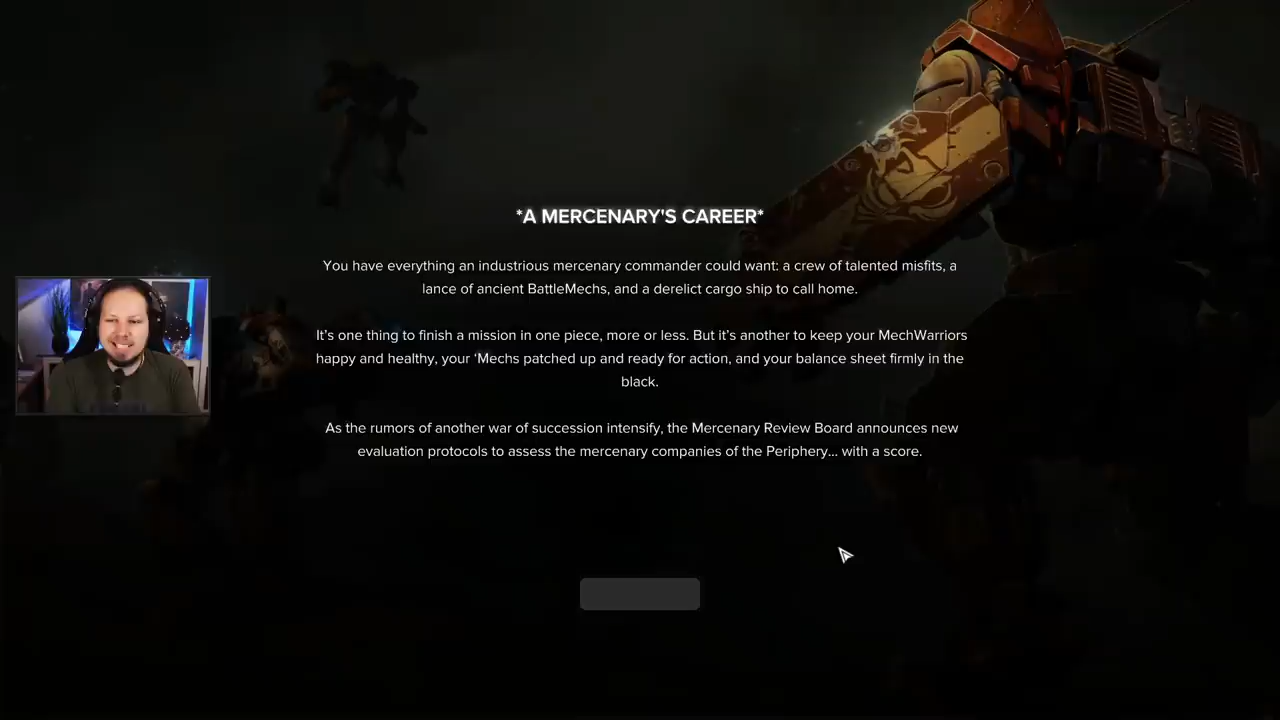 *A MERCENARY'S CAREER*
You have everything an industrious mercenary commander could want: a crew of talented misfits, a
lance of ancient BattleMechs, and a derelict cargo ship to call home.
It's one thing to finish a mission in one piece, more or less. But it's another to keep your MechWarriors
happy and healthy, your ‘Mechs patched up and ready for action, and your balance sheet firmly in the
black.
As the rumors of another war of succession intensify, the Mercenary Review Board announces new
evaluation protocols to assess the mercenary companies of the Periphery... with a score.